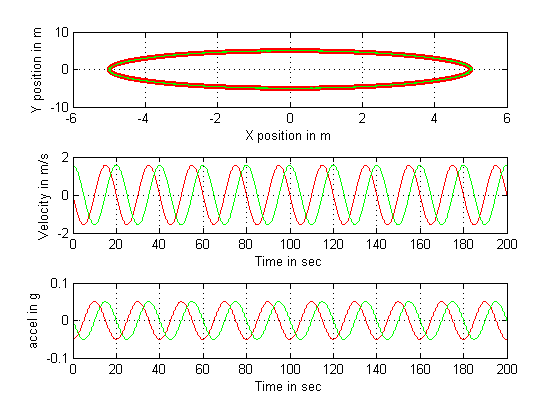 10
0
-10
Y position in m
-6 -4 -2 0 2 4 6
X position in m
2
0
-2
Velocity in m/s
0 20 40 60 80 100 120 140 160 180 200
Time in sec
0.1
0
-0.1
accel in g
0 20 40 60 80 100 120 140 160 180 200
Time in sec